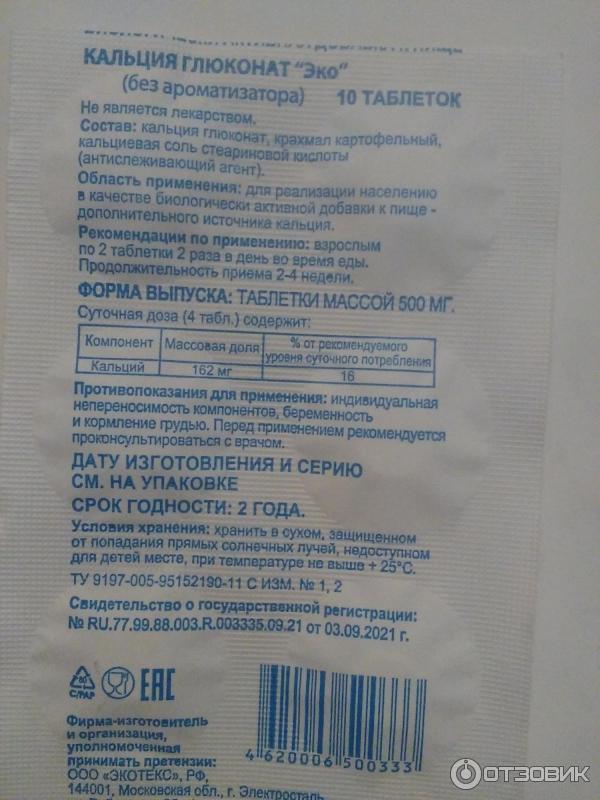 КАЛЬЦИЯ ГЛЮКОНАТ "Эко"
(без ароматизатора) 10 ТАБЛЕТОК
Не является лекарством.
Состав: кальция глюконат, крахмал картофельный,
кальциевая соль стеариновой кислоты
(антислеживающий агент).
Область применения: для реализации населению
в качестве биологически активной добавки к пище -
дополнительного источника кальция.
Рекомендации по применению: взрослым
по 2 таблетки 2 раза в день во время еды.
Продолжительность приема 2-4 недели.
ФОРМА ВЫПУСКА: ТАБЛЕТКИ МАССОЙ 500 МГ.
Суточная доза (4 табл.) содержит:
Компонент Массовая доля % от рекомендуемого
уровня суточного потребления
Кальций 162 мг 16
Противопоказания для применения: индивидуальная
непереносимость компонентов, беременность
и кормление грудью. Перед применением рекомендуется
проконсультироваться с врачом.
ДАТУ ИЗГОТОВЛЕНИЯ И СЕРИЮ
СМ. НА УПАКОВКЕ
СРОК ГОДНОСТИ: 2 ГОДА.
Условия хранения: хранить в сухом, защищенном
от попадания прямых солнечных лучей, недоступном
для детей месте, при температуре не выше + 25°С.
ТУ 9197-005-95152190-11 С ИЗМ. № 1, 2
Свидетельство о государственной регистрации:
№ RU.77.99.88.003.R.003335.09.21 от 03.09.2021 г.
C/PAP
EAC
Фирма-изготовитель
и организация,
уполномоченная
принимать претензии:
ООО «ЭКОТЕКС», РФ,
144001, Московская обл., г. Электросталь
4620006500333
ОТЗОВИК